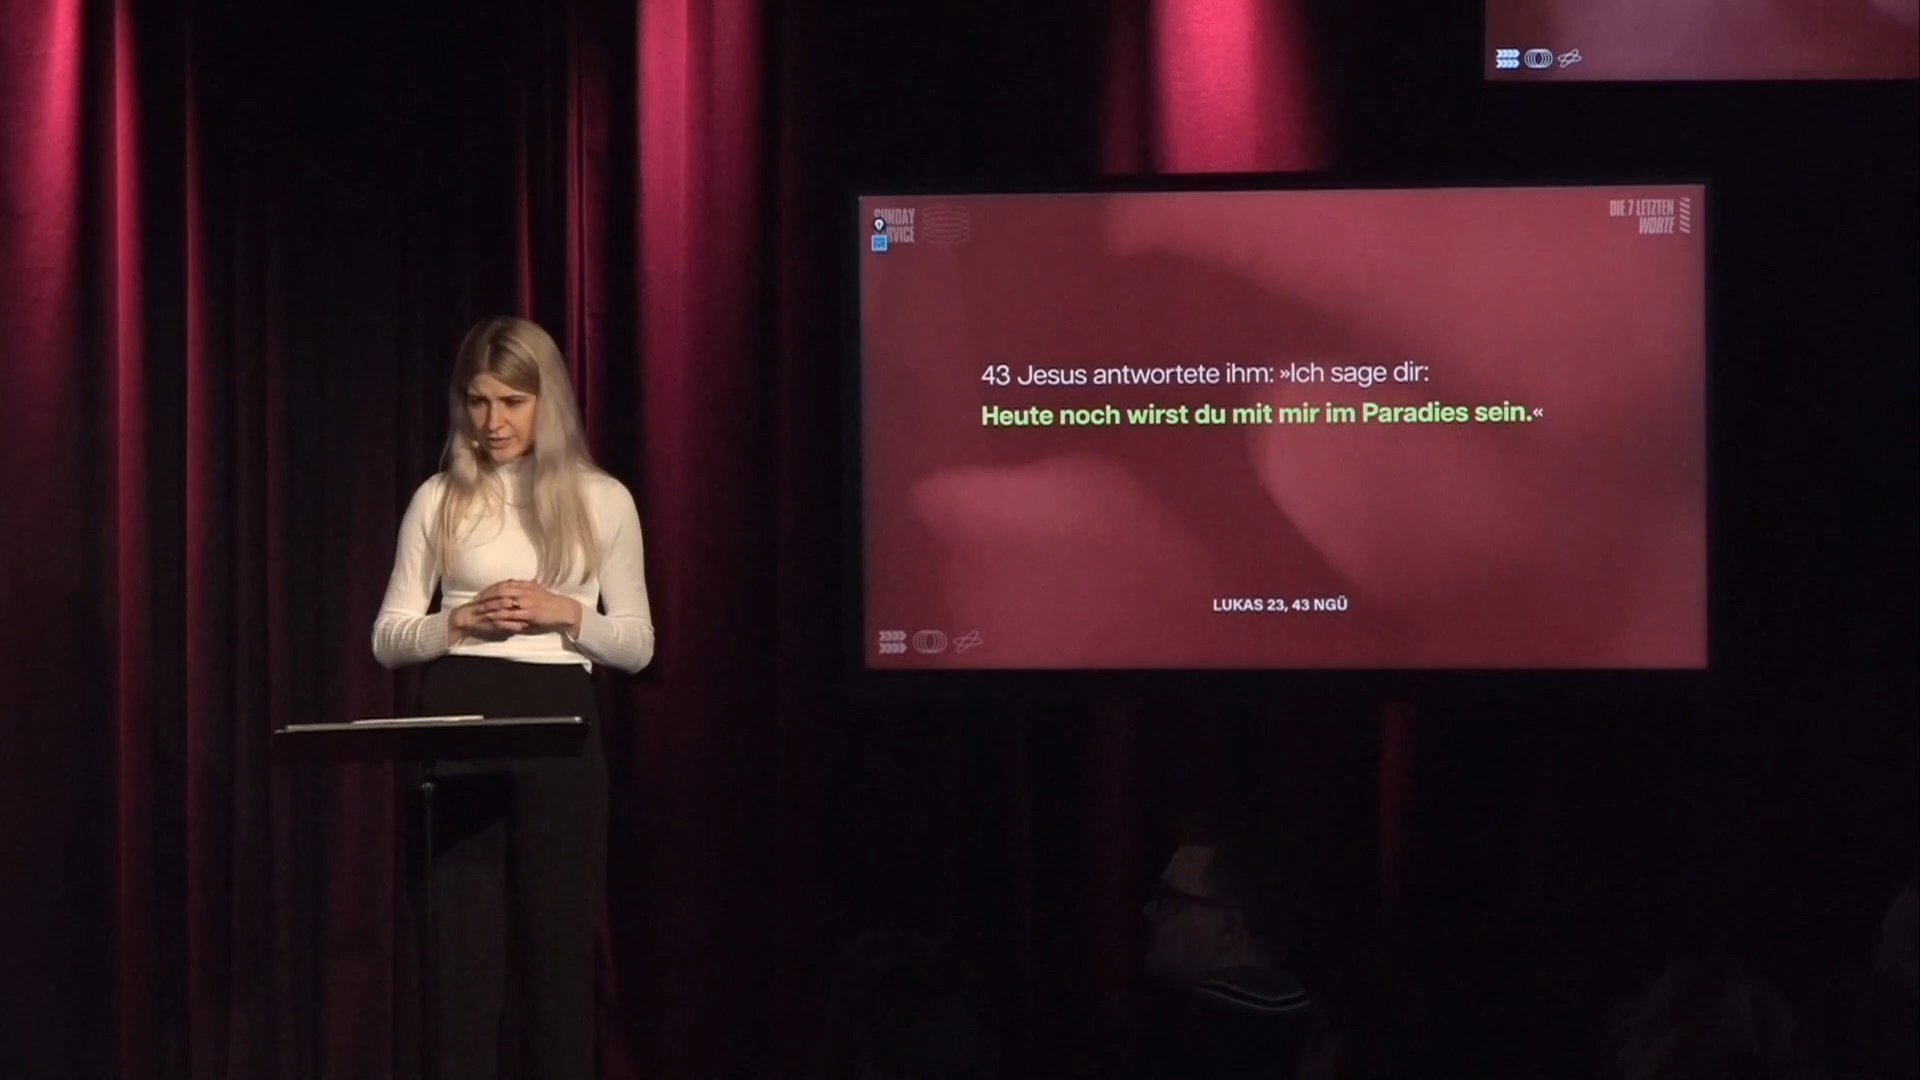 DIE 7 LETZTEN
WORTE
43 Jesus antwortete ihm: »Ich sage dir:
Heute noch wirst du mit mir im Paradies sein.«
LUKAS 23, 43 NGÜ